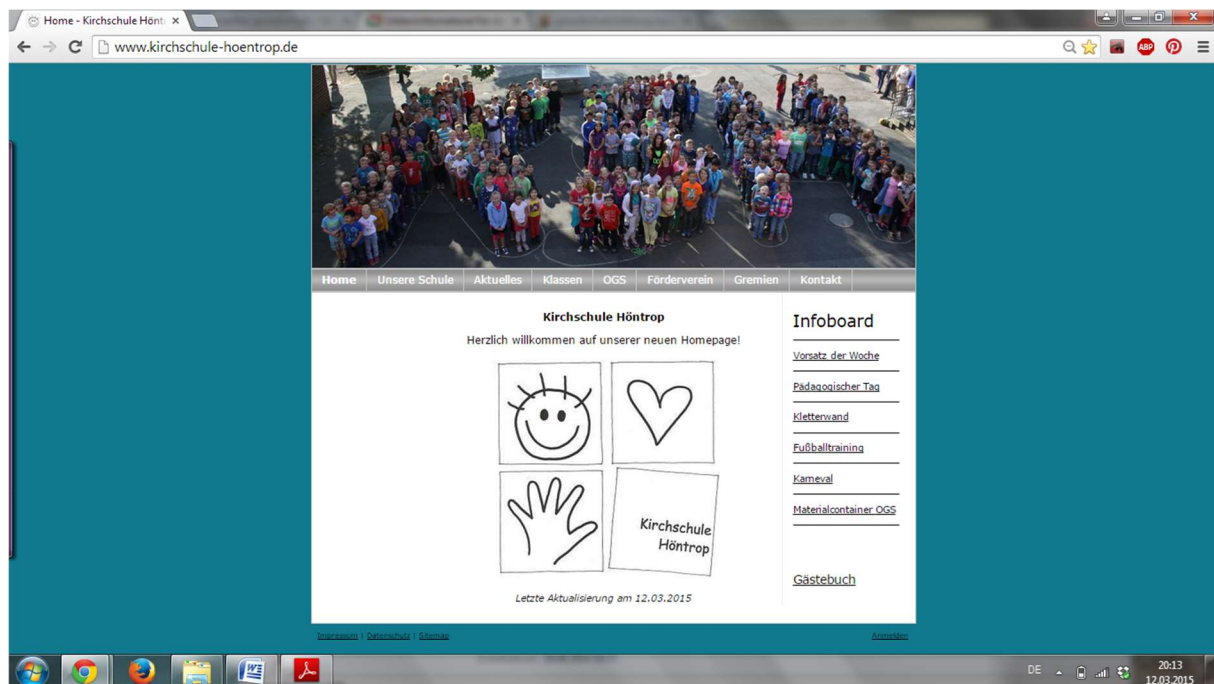 Home - Kirchschule Hönt
www.kirchschule-hoentrop.de
ABP
Home Unsere Schule Aktuelles Klassen OGS Förderverein Gremien Kontakt
Kirchschule Höntrop
Herzlich willkommen auf unserer neuen Homepage!
Kirchschule
Höntrop
Letzte Aktualisierung am 12.03.2015
Infoboard
Vorsatz der Woche
Pädagogischer Tag
Kletterwand
Fußballtraining
Karneval
Materialcontainer OGS
Gästebuch
Impressum | Datenschutz | Sitemap
Anmelden
DE
20:13
12.03.2015